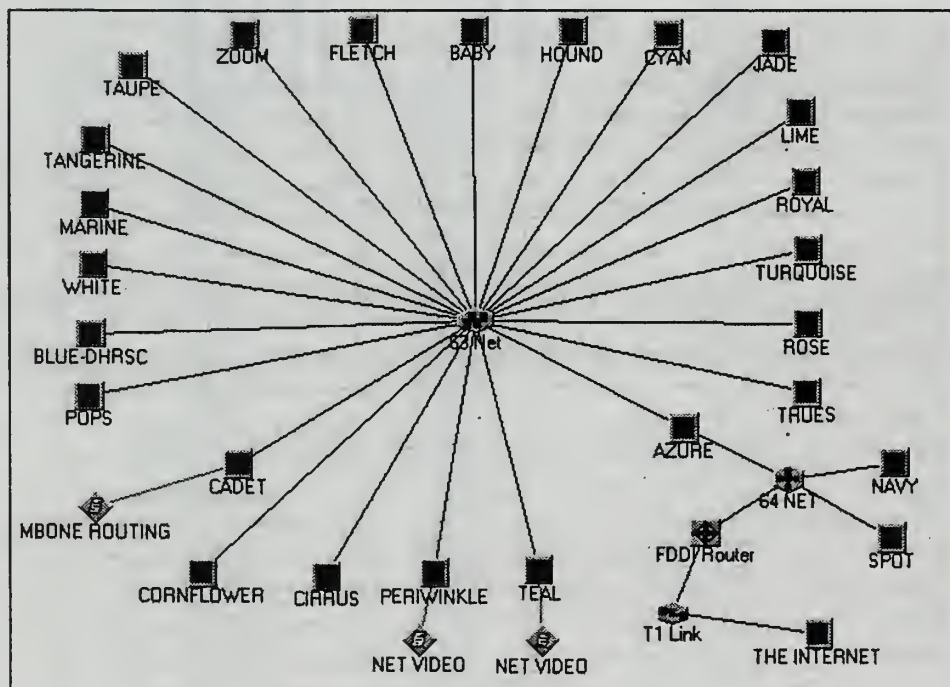 ZOOM
FLETCH
BABY
HOUND
CYAN
JADE
TAUPE
LIME
TANGERINE
ROYAL
MARINE
TURQUOISE
WHITE
63 Net
ROSE
BLUE-DHRSC
POPS
TRUES
AZURE
CADET
64 NET
NAVY
MBONE ROUTING
FDDI Router
SPOT
CORNFLOWER
CIRRUS
PERIWINKLE
TEAL
T1 Link
NET VIDEO
NET VIDEO
THE INTERNET